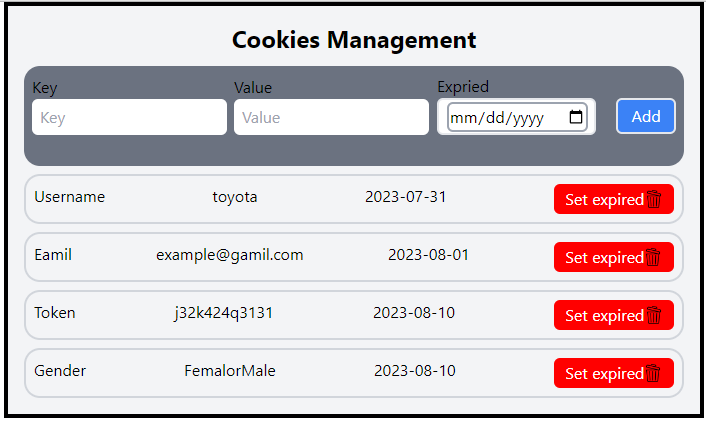 Cookies Management
Key Value Expried
Key Value mm/dd/yyyy Add
Username toyota 2023-07-31 Set expired
Eamil example@gamil.com 2023-08-01 Set expired
Token j32k424q3131 2023-08-10 Set expired
Gender FemalorMale 2023-08-10 Set expired